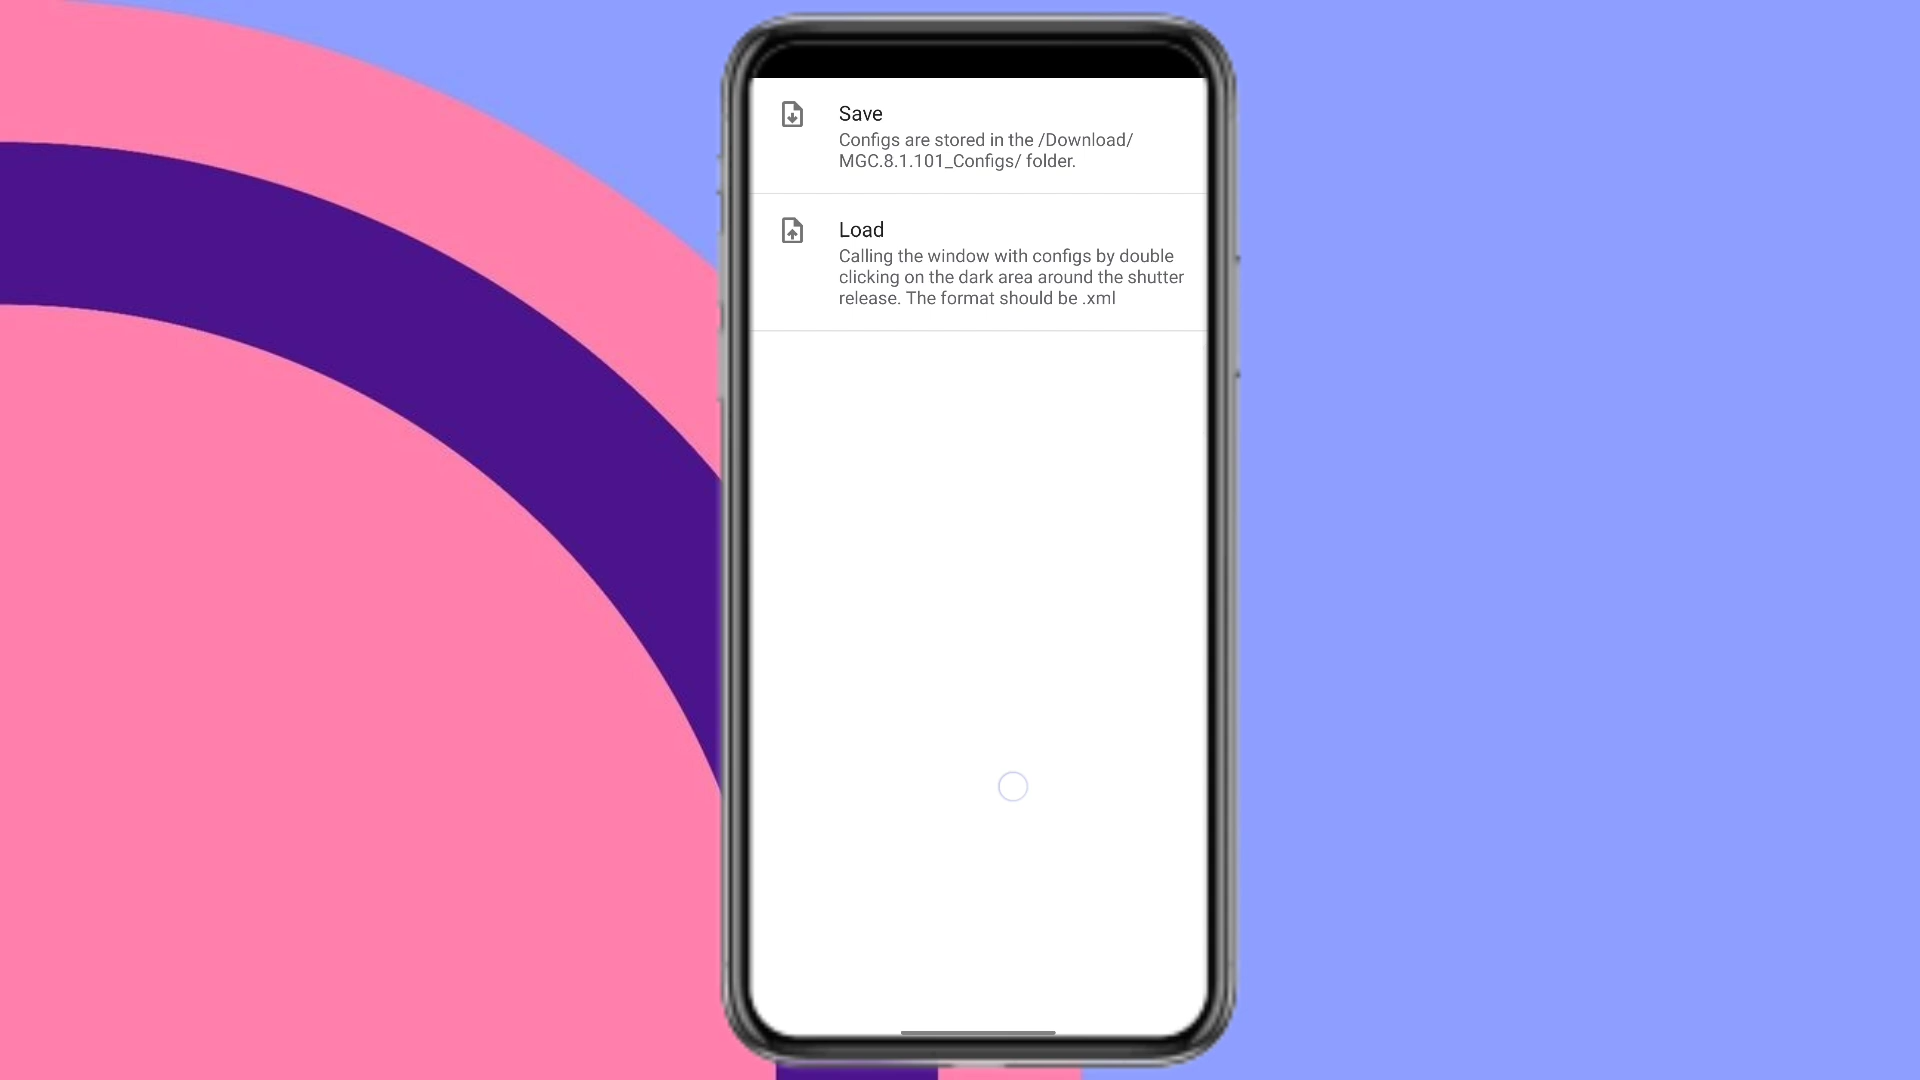 Save
Configs are stored in the /Download/
MGC.8.1.101_Configs/ folder.
Load
Calling the window with configs by double
clicking on the dark area around the shutter
release. The format should be .xml